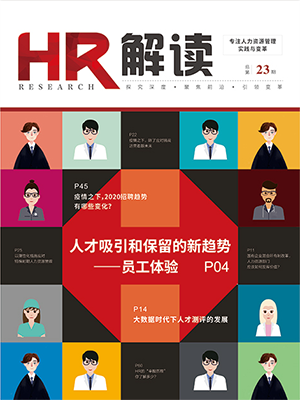 HR解读
RESEARCH
专注人力资源管理
实践与变革
总第 23期
探究深度·聚焦前沿·引领变革
P22
P45
疫情之下,2020招聘趋势
有哪些变化?
人才吸引和保留的新趋势
——员工体验 P04
P14
大数据时代下人才测评的发展